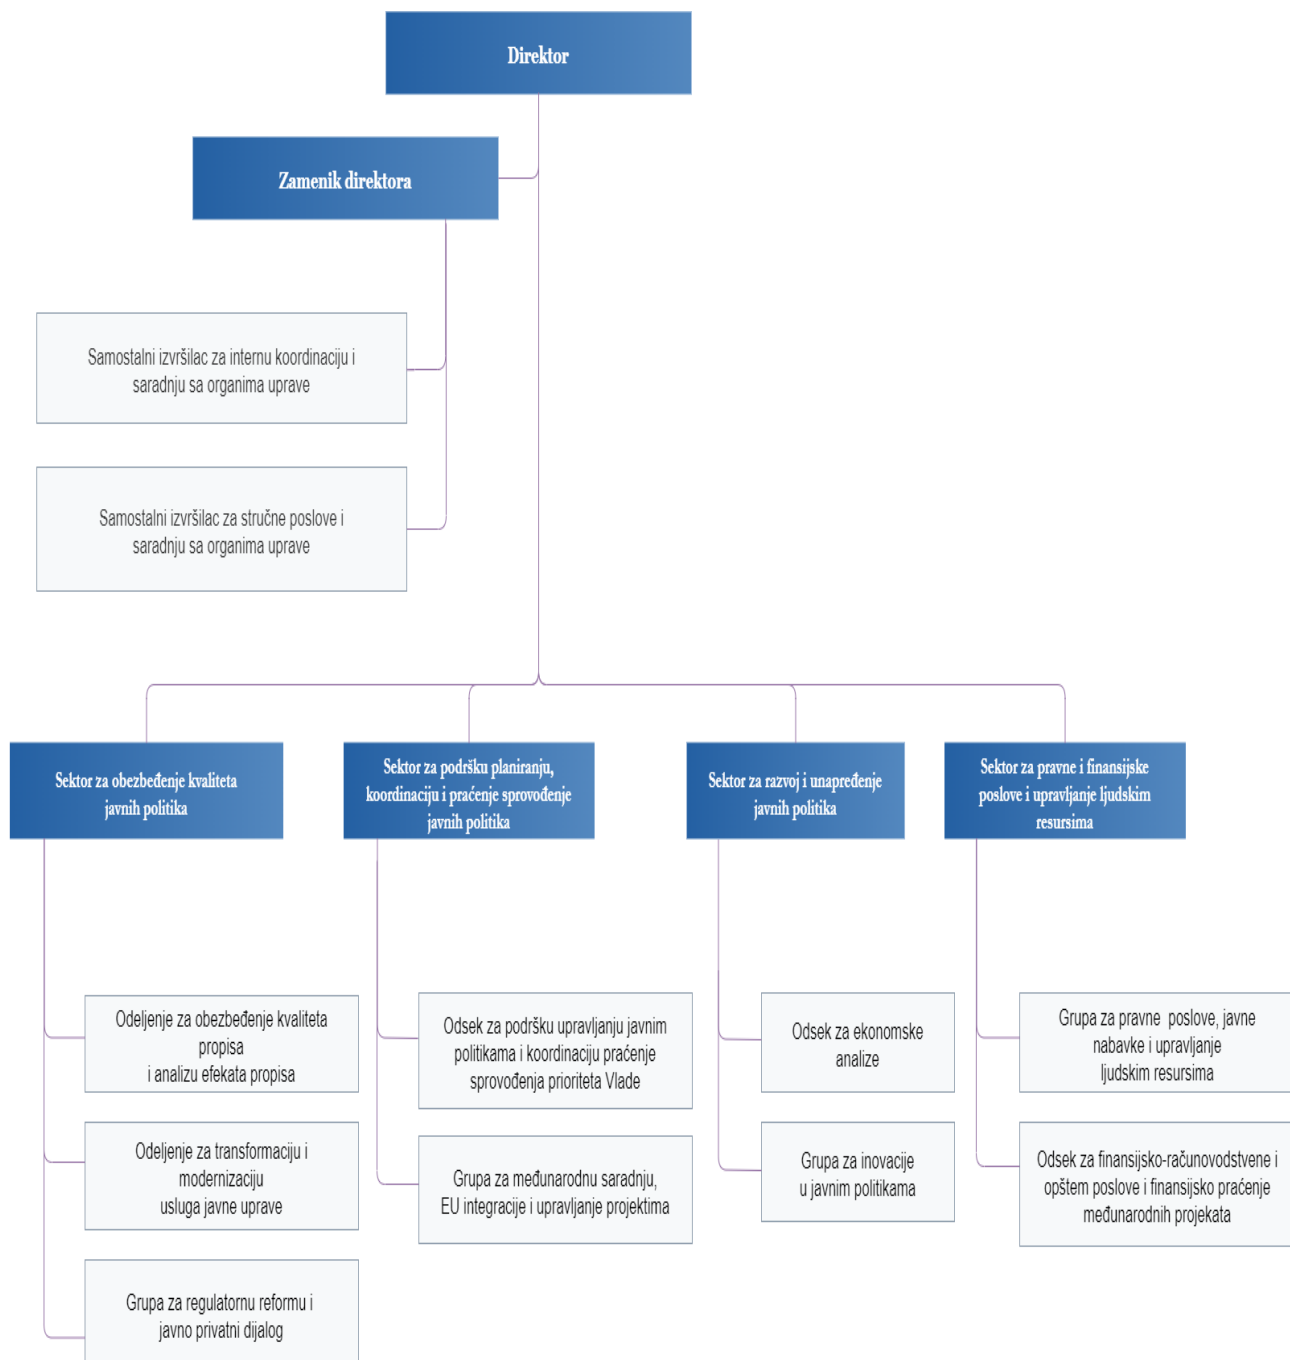 Direktor
Zamenik direktora
Samostalni izvršilac za internu koordinaciju i
saradnju sa organima uprave
Samostalni izvršilac za stručne poslove i
saradnju sa organima uprave
Sektor za obezbeđenje kvaliteta
javnih politika
Odeljenje za obezbeđenje kvaliteta
propisa
i analizu efekata propisa
Odeljenje za transformaciju i
modernizaciju
usluga javne uprave
Grupa za regulatornu reformu i
javno privatni dijalog
Sektor za podršku planiranju,
koordinaciju i praćenje sprovođenje
javnih politika
Odsek za podršku upravljanju javnim
politikama i koordinaciju praćenje
sprovođenja prioriteta Vlade
Grupa za međunarodnu saradnju,
EU integracije i upravljanje projektima
Sektor za razvoj i unapređenje
javnih politika
Odsek za ekonomske
analize
Grupa za inovacije
u javnim politikama
Sektor za pravne i finansijske
poslove i upravljanje ljudskim
resursima
Grupa za pravne poslove, javne
nabavke i upravljanje
ljudskim resursima
Odsek za finansijsko-računovodstvene i
opštem poslove i finansijsko praćenje
međunarodnih projekata